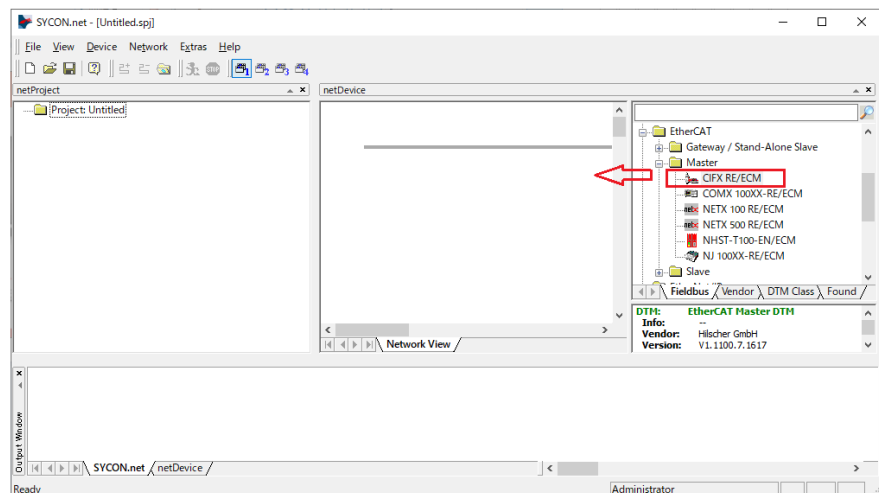 SYCON.net - [Untitled.spj]
File View Device Network Extras Help
netProject
netDevice
Project: Untitled
EtherCAT
Gateway / Stand-Alone Slave
Master
CIFX RE/ECM
COMX 100XX-RE/ECM
NETX 100 RE/ECM
NETX 500 RE/ECM
NHST-T100-EN/ECM
NJ 100XX-RE/ECM
Slave
Fieldbus Vendor DTM Class Found
DTM: EtherCAT Master DTM
Info: --
Vendor: Hilscher GmbH
Version: V1.1100.7.1617
Network View
Output Window
SYCON.net netDevice
Ready
Administrator